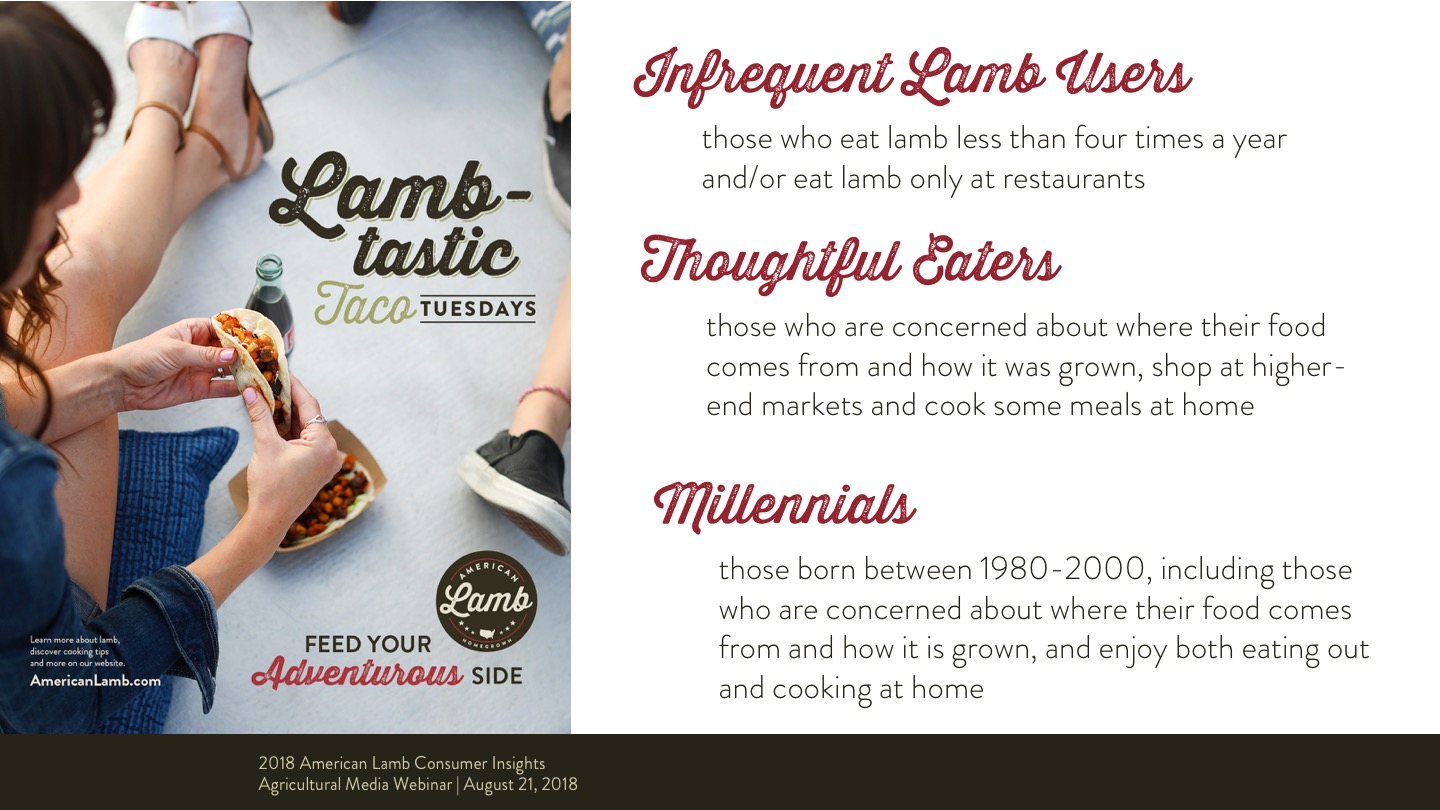 Lamb-
tastic
Taco TUESDAYS
AMERICAN
Lamb
HOMEGROWN
FEED YOUR
Adventurous SIDE
Learn more about lamb,
discover cooking tips
and more on our website.
AmericanLamb.com
Infrequent Lamb Users
those who eat lamb less than four times a year
and/or eat lamb only at restaurants
Thoughtful Eaters
those who are concerned about where their food
comes from and how it was grown, shop at higher-
end markets and cook some meals at home
Millennials
those born between 1980-2000, including those
who are concerned about where their food comes
from and how it is grown, and enjoy both eating out
and cooking at home
2018 American Lamb Consumer Insights
Agricultural Media Webinar | August 21, 2018